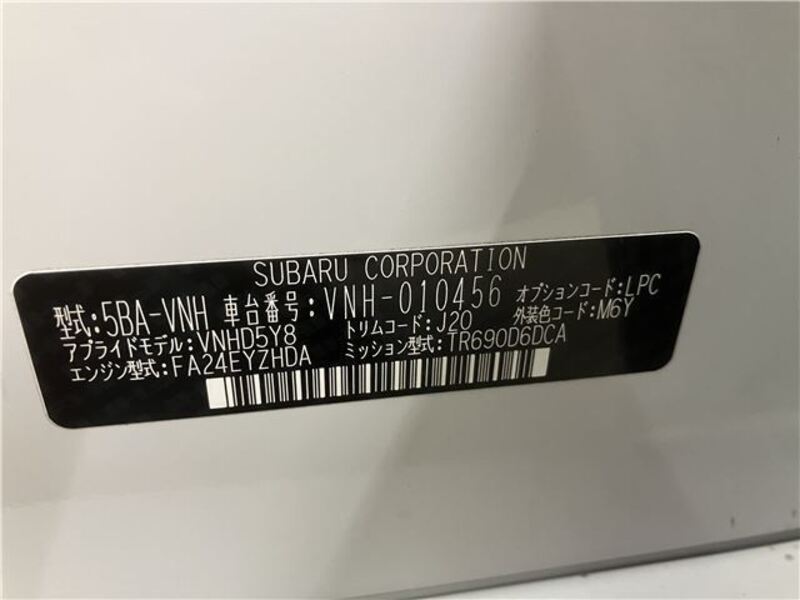 SUBARU CORPORATION
型式:5BA-VNH 車台番号:VNH-010456 オプションコード:LPC
アプライドモデル:VNHD5Y8 トリムコード:J20 外装色コード:M6Y
エンジン型式:FA24EYZHDA ミッション型式:TR690D6DCA